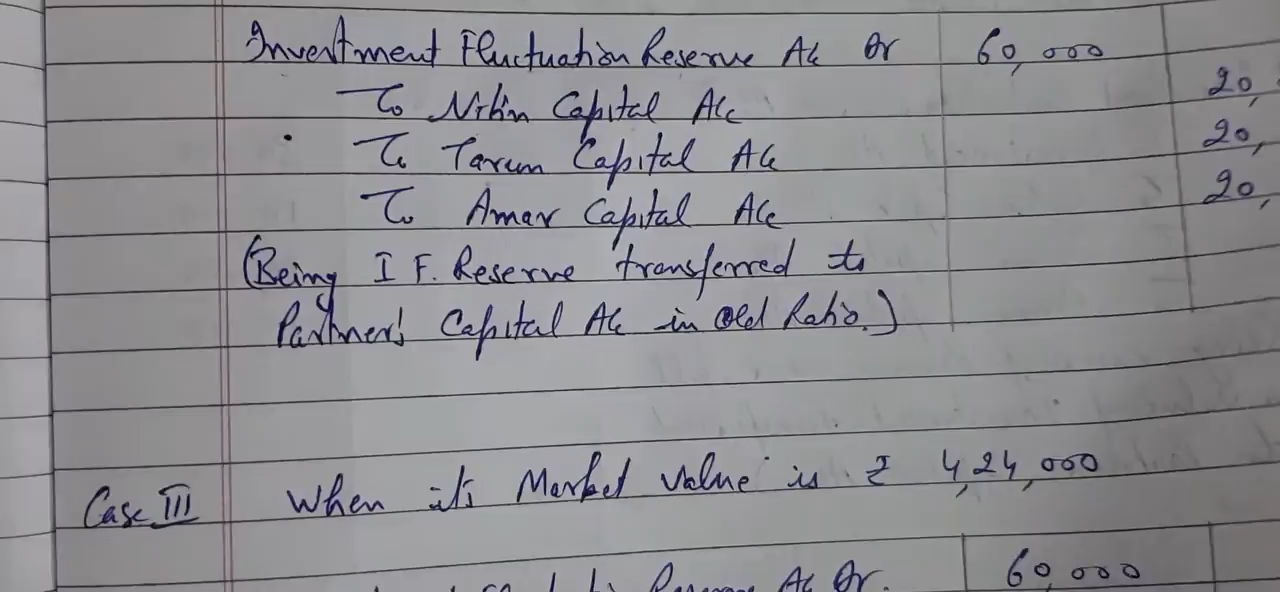 Investment Fluctuation Reserve A/c Dr 60,000
To Nitin Capital A/c 20,
To Tarun Capital A/c 20,
To Amar Capital A/c 20,
(Being I F. Reserve transferred to
Partners' Capital A/c in Old Ratio.)
Case III When its Market value is ₹ 4,24,000
A/c Dr. 60,000